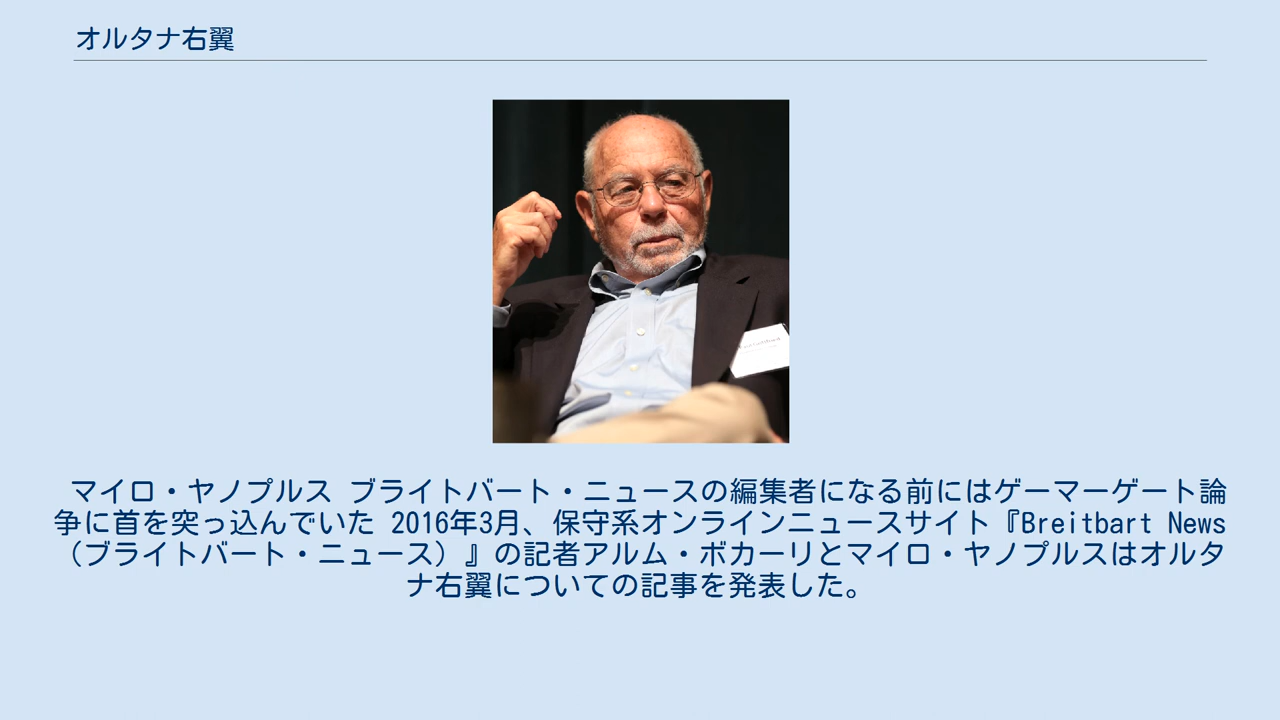 オルタナ右翼
マイロ・ヤノプルス ブライトバート・ニュースの編集者になる前にはゲーマーゲート論
争に首を突っ込んでいた 2016年3月、保守系オンラインニュースサイト『Breitbart News
（ブライトバート・ニュース）』の記者アルム・ボカーリとマイロ・ヤノプルスはオルタ
ナ右翼についての記事を発表した。